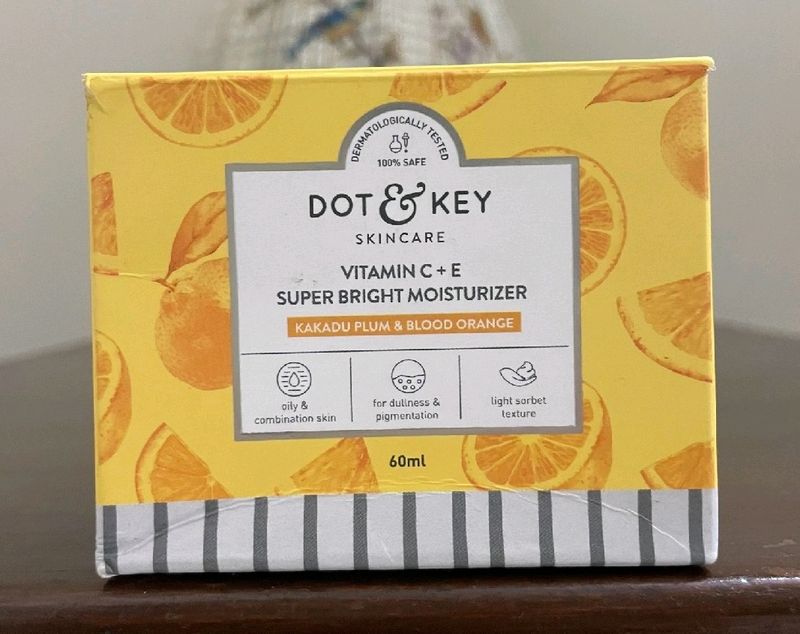 DERMATOLOGICALLY TESTED
100% SAFE
DOT & KEY
SKINCARE
VITAMIN C + E
SUPER BRIGHT MOISTURIZER
KAKADU PLUM & BLOOD ORANGE
oily &
combination skin
for dullness &
pigmentation
light sorbet
texture
60ml